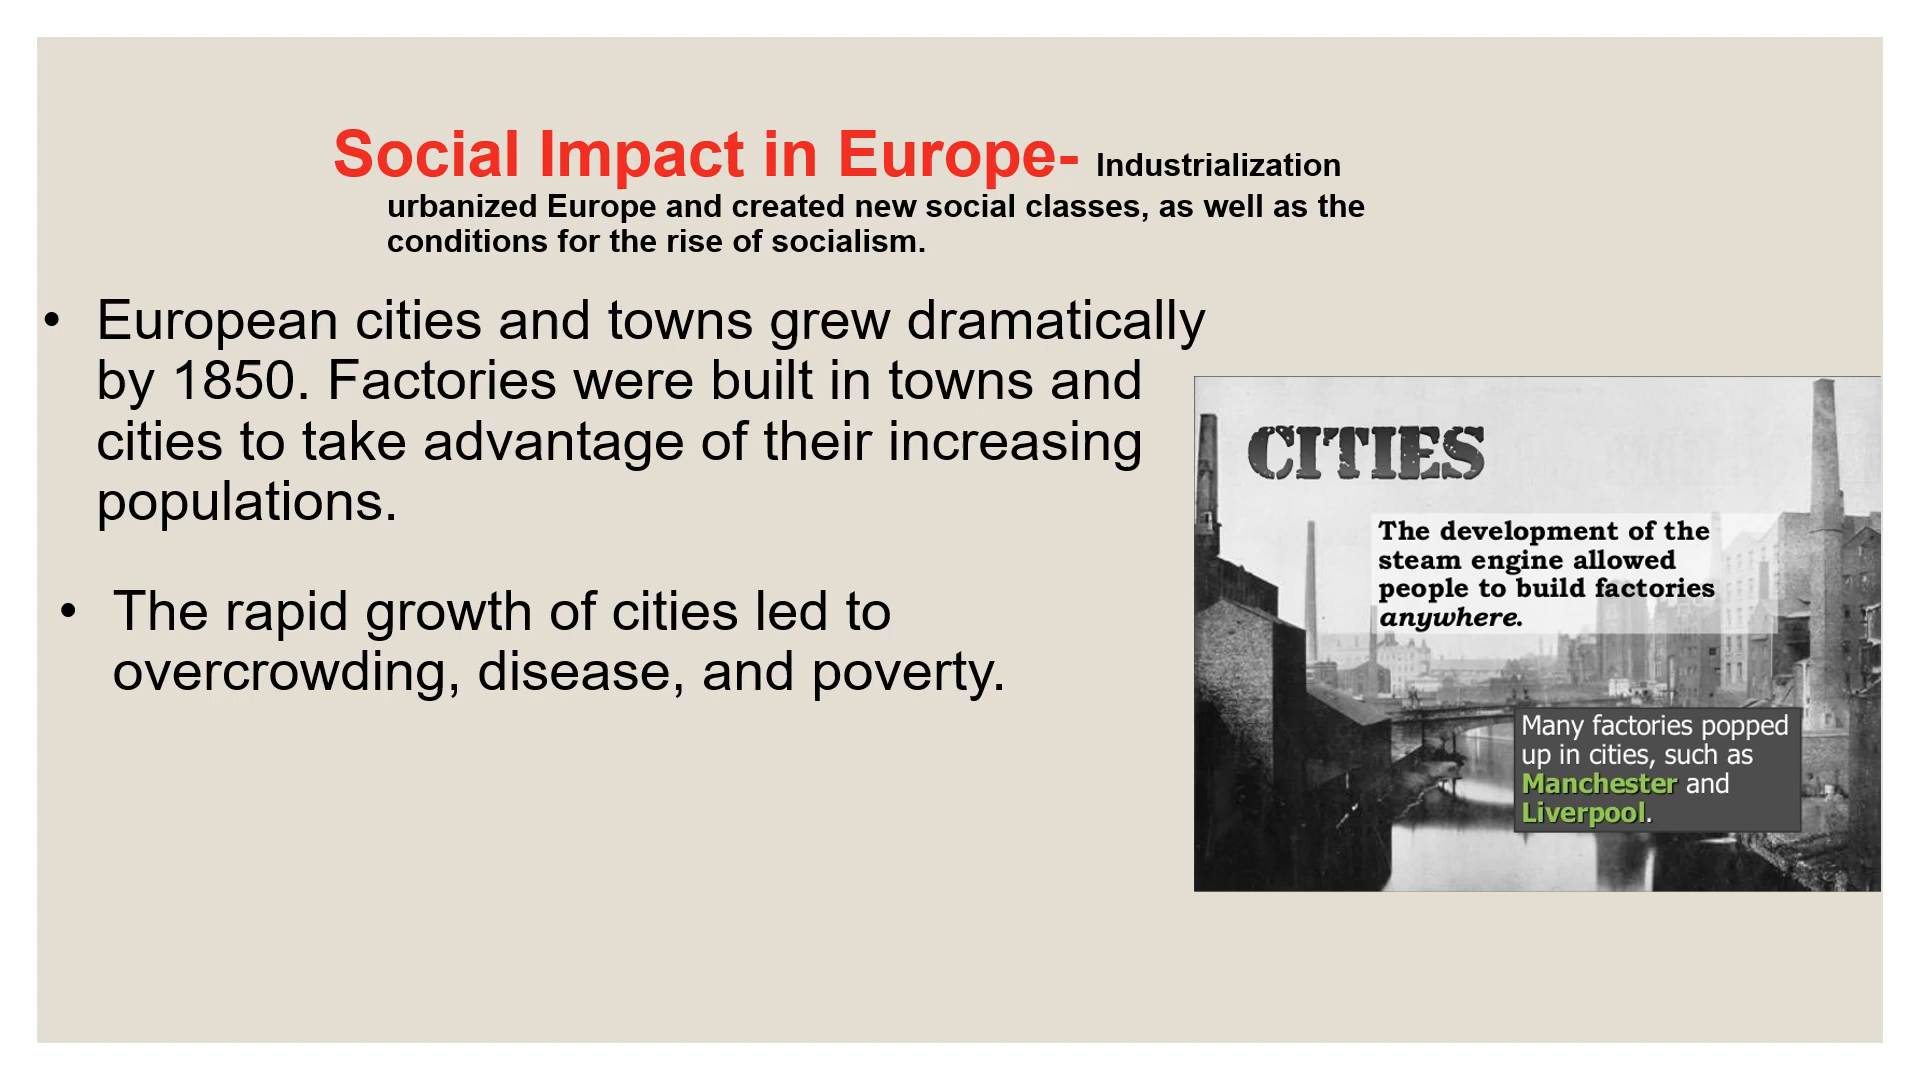 Social Impact in Europe- Industrialization
urbanized Europe and created new social classes, as well as the
conditions for the rise of socialism.
• European cities and towns grew dramatically
by 1850. Factories were built in towns and
cities to take advantage of their increasing
populations.
• The rapid growth of cities led to
overcrowding, disease, and poverty.
CITIES
The development of the
steam engine allowed
people to build factories
anywhere.
Many factories popped
up in cities, such as
Manchester and
Liverpool.